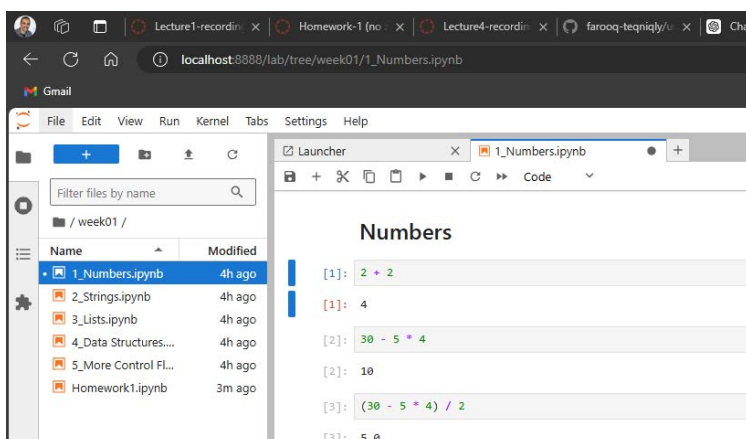 Lecture1-recordin
Homework-1 (no
Lecture4-recordin
farooq-teqniqly/u
Cha
localhost:8888/lab/tree/week01/1_Numbers.ipynb
Gmail
File Edit View Run Kernel Tabs Settings Help
Launcher
1_Numbers.ipynb
Filter files by name
Code
/ week01 /
Name Modified
1_Numbers.ipynb 4h ago
2_Strings.ipynb 4h ago
3_Lists.ipynb 4h ago
4_Data Structures.... 4h ago
5_More Control Fl... 4h ago
Homework1.ipynb 3m ago
Numbers
[1]: 2 + 2
[1]: 4
[2]: 30 - 5 * 4
[2]: 10
[3]: (30 - 5 * 4) / 2
[3]: 5.0